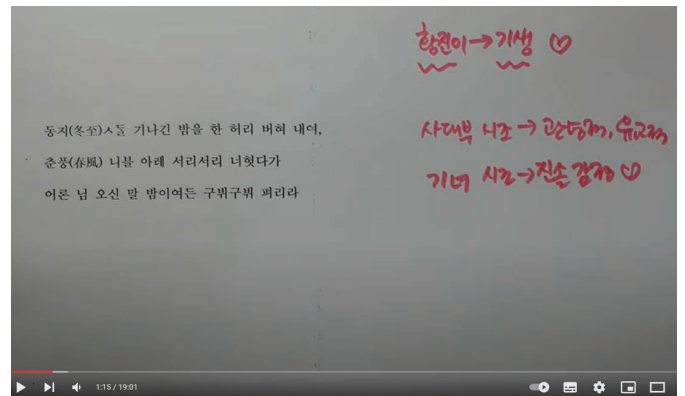 황진이→기생 ♡
동지(冬至)ㅅᄃᆞᆯ 기나긴 밤을 한 허리 버혀 내여,
춘풍(春風) 니블 아레 서리서리 너헛다가
어론 님 오신 말 밤이여든 구뷔구뷔 펴리라
사대부 시조 → 관념적, 유교적
기녀 시조→진솔 감정 ♡
1:15 / 19:01